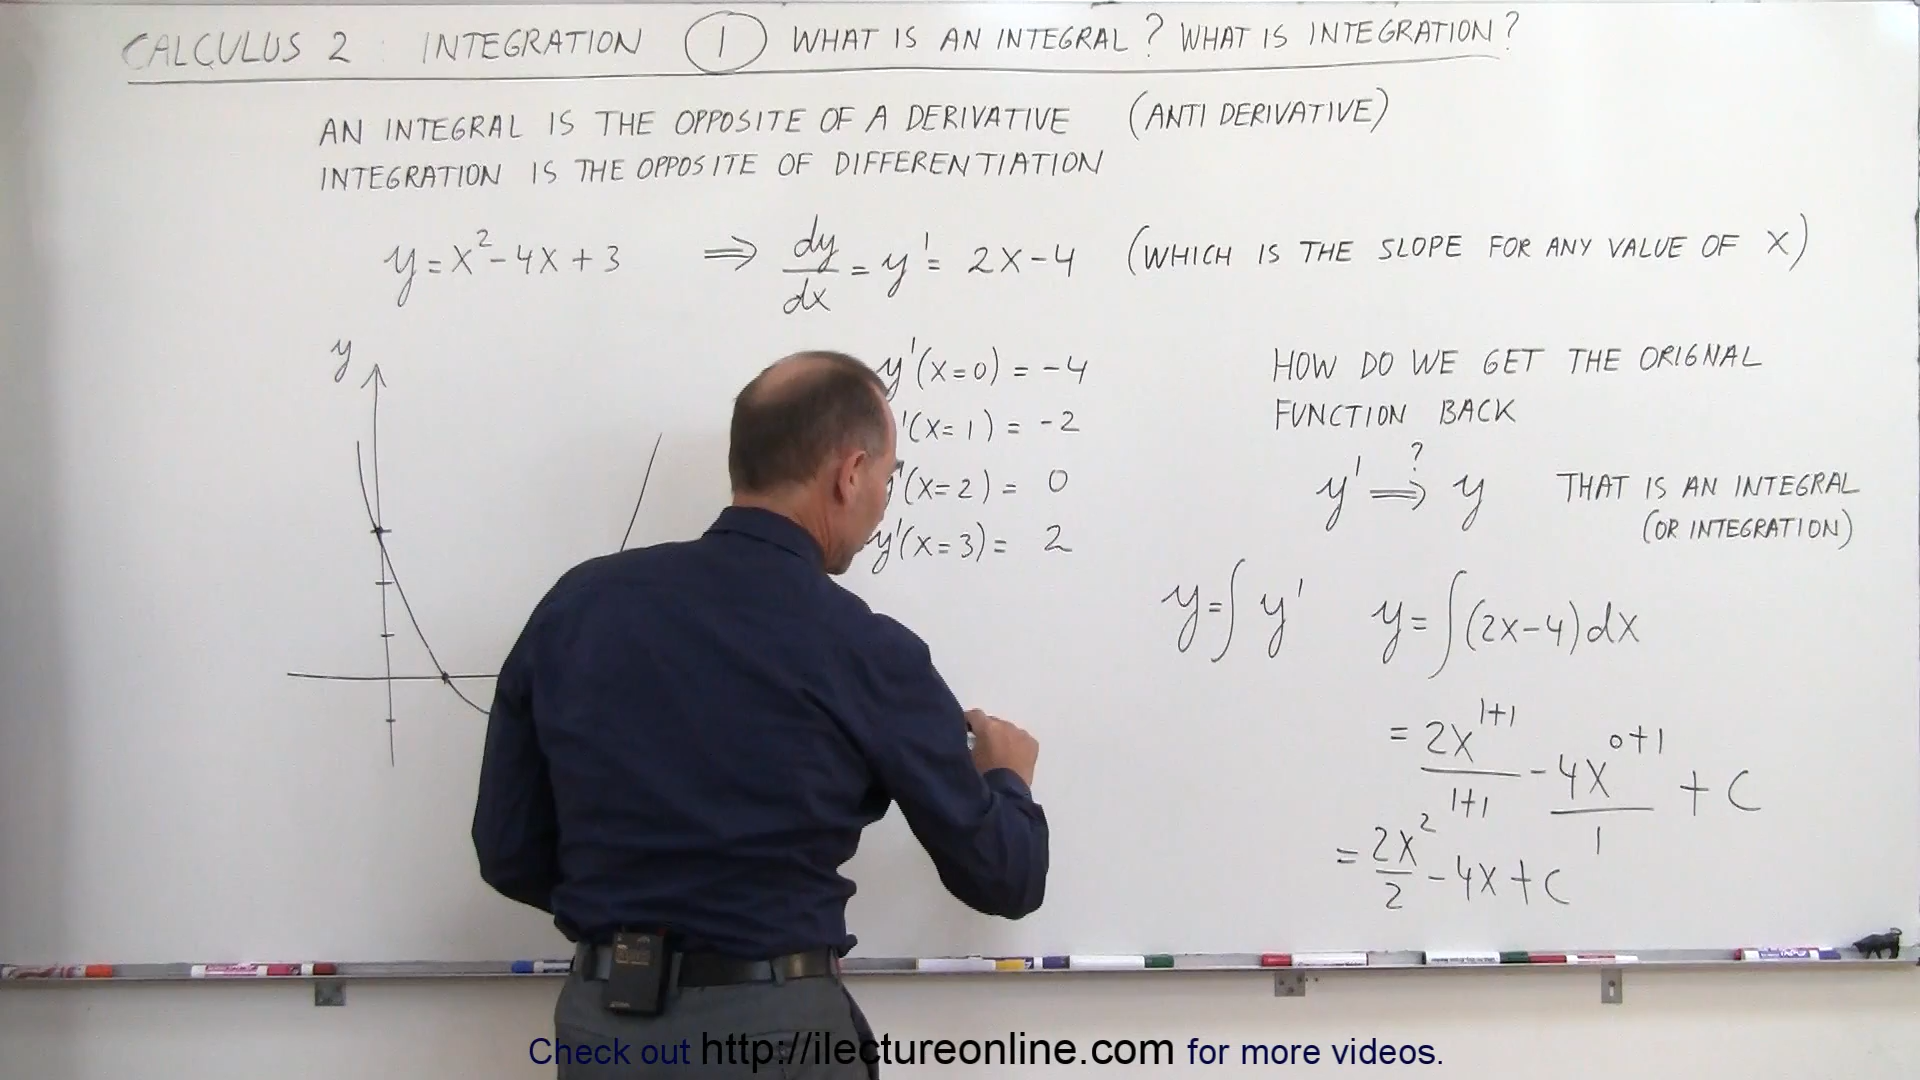 CALCULUS 2 : INTEGRATION ① WHAT IS AN INTEGRAL? WHAT IS INTEGRATION?
AN INTEGRAL IS THE OPPOSITE OF A DERIVATIVE (ANTI DERIVATIVE)
INTEGRATION IS THE OPPOSITE OF DIFFERENTIATION
y = x² - 4x + 3 ⟹ dy/dx = y' = 2x - 4 (WHICH IS THE SLOPE FOR ANY VALUE OF X)
y
y'(x=0) = -4
'(x=1) = -2
y'(x=2) = 0
y'(x=3) = 2
HOW DO WE GET THE ORIGNAL
FUNCTION BACK
?
y' ⟹ y THAT IS AN INTEGRAL
(OR INTEGRATION)
y = ∫ y' y = ∫ (2x-4) dx
= 2x^(1+1)/(1+1) - 4x^(0+1)/1 + C
= 2x²/2 - 4x + C
Check out http://ilectureonline.com for more videos.